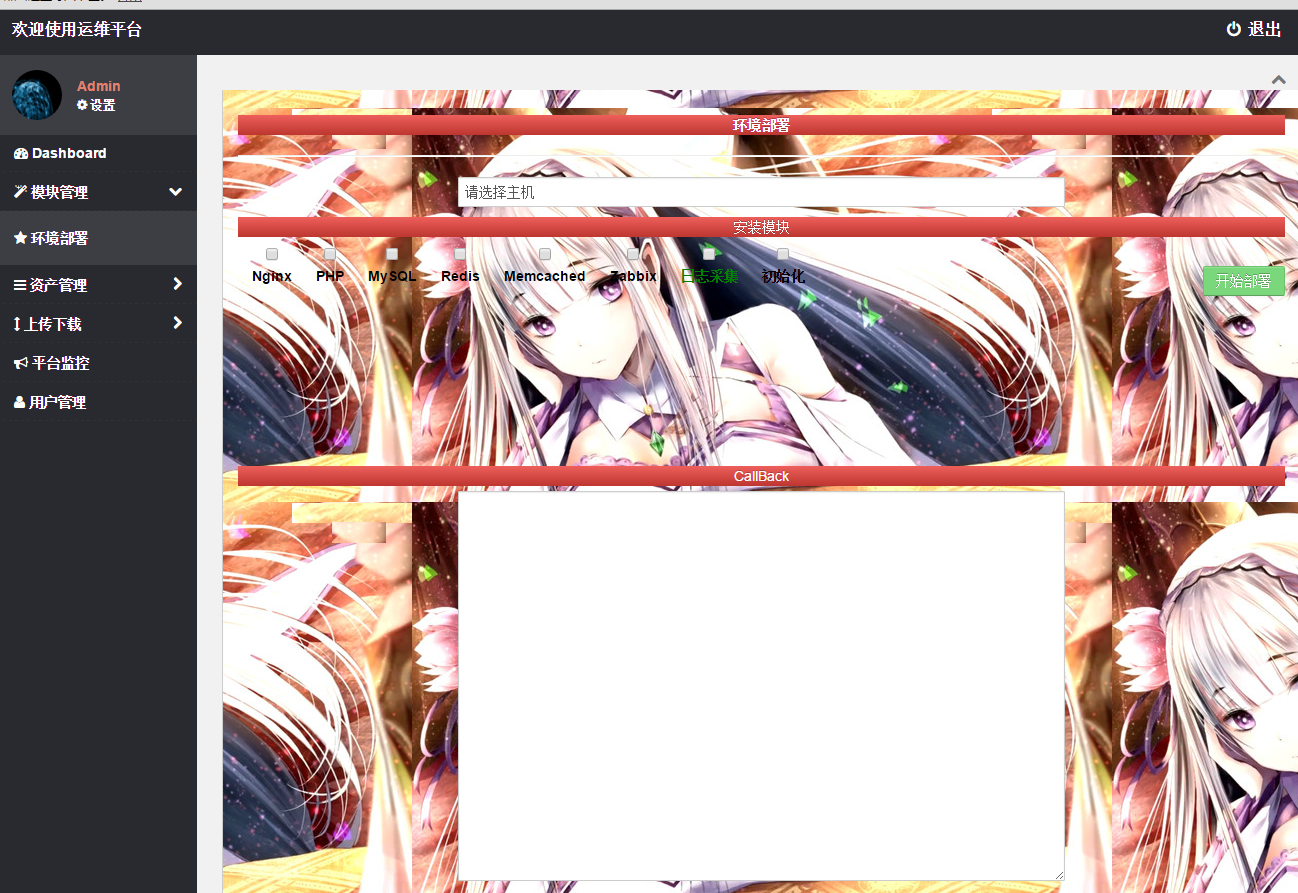 欢迎使用运维平台
退出
Admin
设置
Dashboard
模块管理
环境部署
资产管理
上传下载
平台监控
用户管理
环境部署
请选择主机
安装模块
Nginx PHP MySQL Redis Memcached Zabbix 日志采集 初始化
开始部署
CallBack